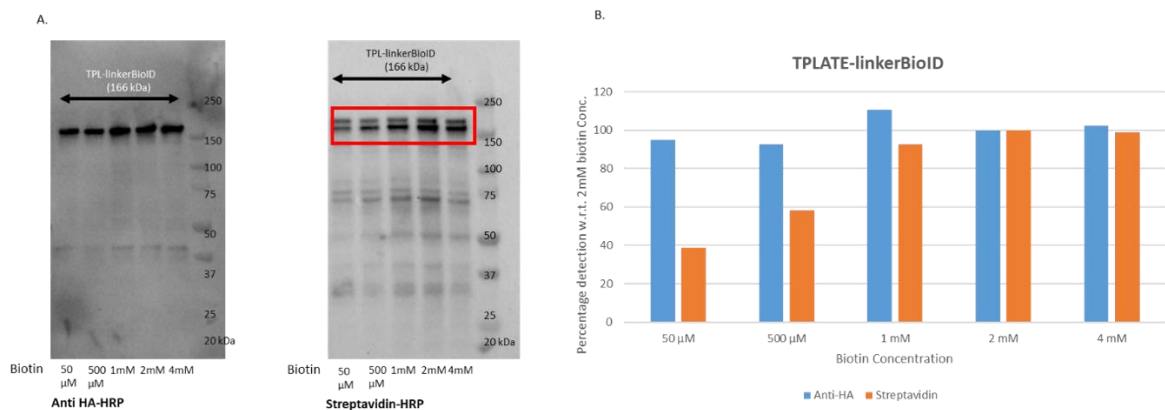 A.
TPL-linkerBioID
(166 kDa)
250
150
100
75
50
37
25
20 kDa
Biotin
50 μM
500 μM
1mM
2mM
4mM
Anti HA-HRP
TPL-linkerBioID
(166 kDa)
250
150
100
75
50
37
25
20 kDa
Biotin
50 μM
500 μM
1mM
2mM
4mM
Streptavidin-HRP
B.
TPLATE-linkerBioID
Percentage detection w.r.t. 2mM biotin Conc.
120
100
80
60
40
20
0
50 μM
500 μM
1 mM
2 mM
4 mM
Biotin Concentration
Anti-HA
Streptavidin